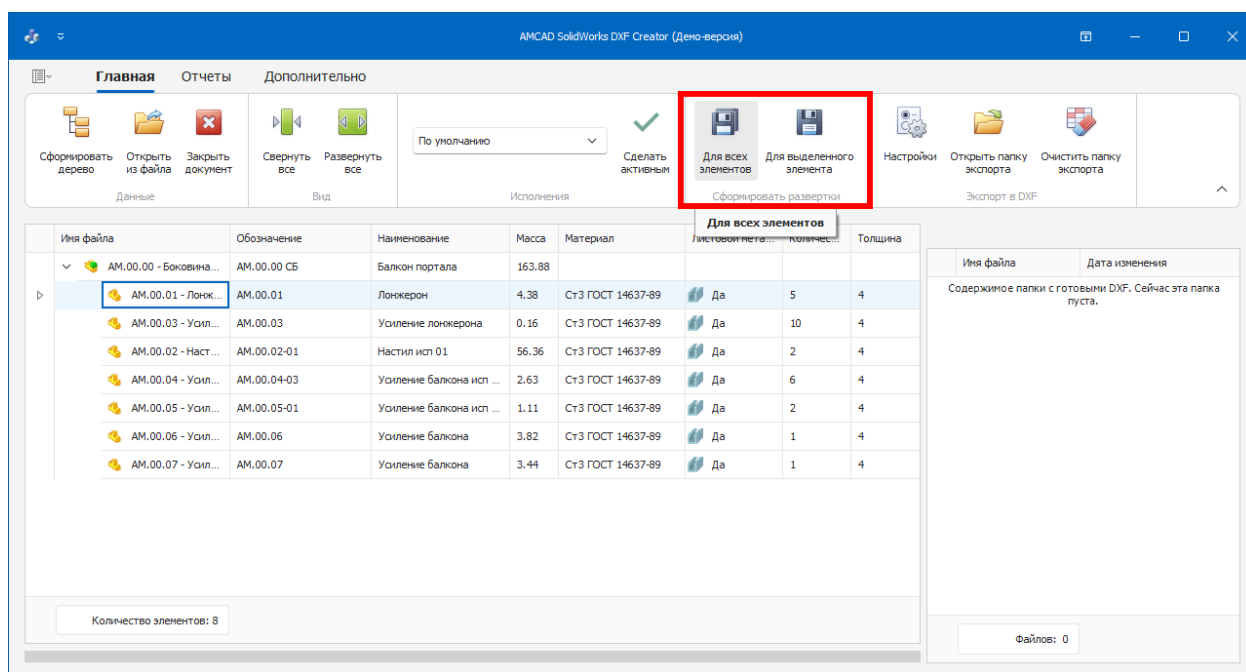 AMCAD SolidWorks DXF Creator (Демо-версия)
Главная Отчеты Дополнительно
Сформировать дерево
Открыть из файла
Закрыть документ
Данные
Свернуть все
Развернуть все
Вид
По умолчанию
Сделать активным
Исполнения
Для всех элементов
Для выделенного элемента
Сформировать развертки
Настройки
Открыть папку экспорта
Очистить папку экспорта
Экспорт в DXF
Для всех элементов
Имя файла Обозначение Наименование Масса Материал Листовой мета... Количес... Толщина
АМ.00.00 - Боковина... АМ.00.00 СБ Балкон портала 163.88
АМ.00.01 - Лонж... АМ.00.01 Лонжерон 4.38 Ст3 ГОСТ 14637-89 Да 5 4
АМ.00.03 - Усил... АМ.00.03 Усиление лонжерона 0.16 Ст3 ГОСТ 14637-89 Да 10 4
АМ.00.02 - Наст... АМ.00.02-01 Настил исп 01 56.36 Ст3 ГОСТ 14637-89 Да 2 4
АМ.00.04 - Усил... АМ.00.04-03 Усиление балкона исп ... 2.63 Ст3 ГОСТ 14637-89 Да 6 4
АМ.00.05 - Усил... АМ.00.05-01 Усиление балкона исп ... 1.11 Ст3 ГОСТ 14637-89 Да 2 4
АМ.00.06 - Усил... АМ.00.06 Усиление балкона 3.82 Ст3 ГОСТ 14637-89 Да 1 4
АМ.00.07 - Усил... АМ.00.07 Усиление балкона 3.44 Ст3 ГОСТ 14637-89 Да 1 4
Количество элементов: 8
Имя файла Дата изменения
Содержимое папки с готовыми DXF. Сейчас эта папка
пуста.
Файлов: 0